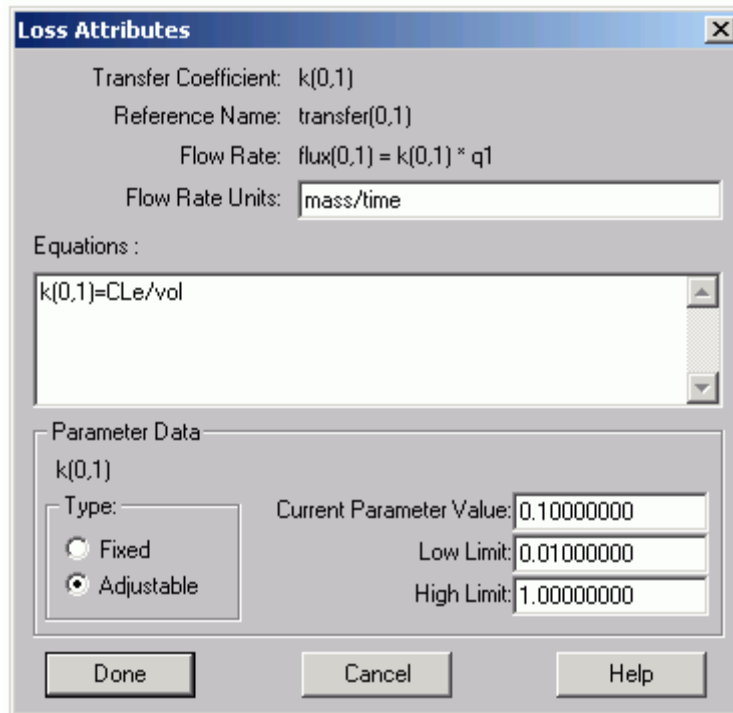 Loss Attributes
Transfer Coefficient: k(0,1)
Reference Name: transfer(0,1)
Flow Rate: flux(0,1) = k(0,1) * q1
Flow Rate Units: mass/time
Equations :
k(0,1)=CLe/vol
Parameter Data
k(0,1)
Type:
Fixed
Adjustable
Current Parameter Value: 0.10000000
Low Limit: 0.01000000
High Limit: 1.00000000
Done Cancel Help